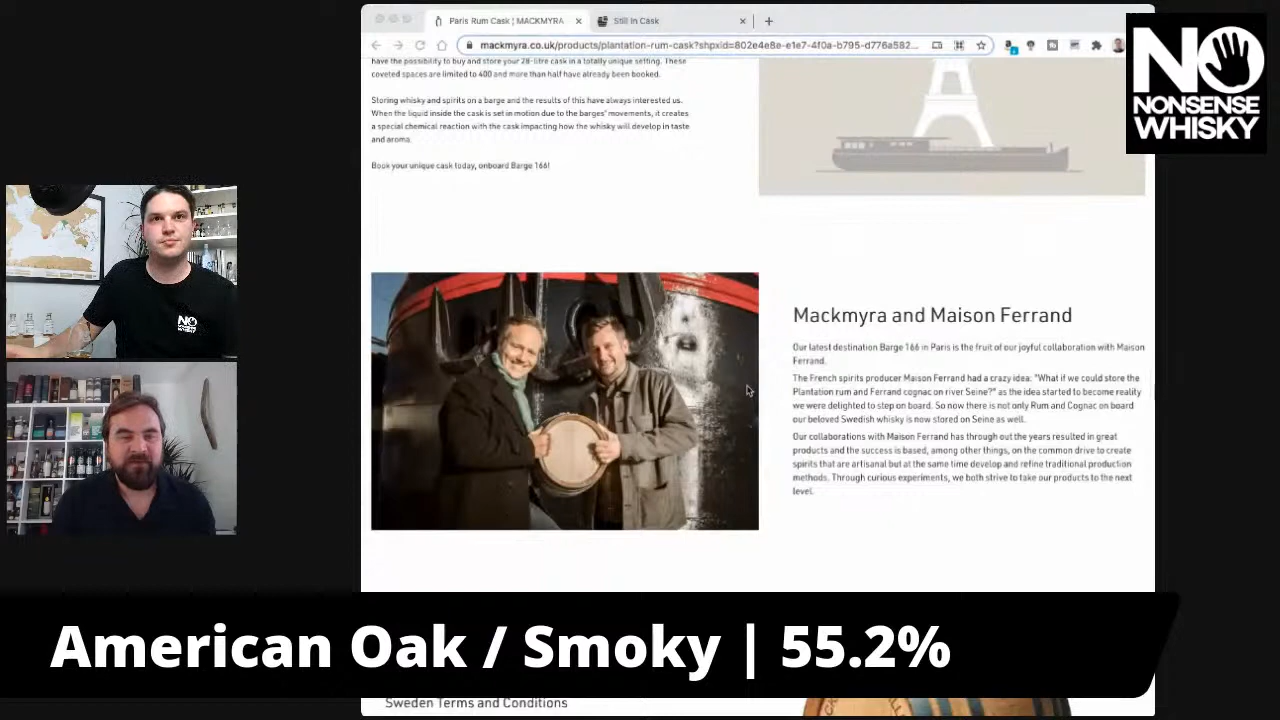 Paris Rum Cask ¦ MACKMYRA
Still In Cask
mackmyra.co.uk/products/plantation-rum-cask?shpxid=802e4e8e-e1e7-4f0a-b795-d776a582...
NO
NONSENSE
WHISKY
have the possibility to buy and store your 28-litre cask in a totally unique setting. These
coveted spaces are limited to 400 and more than half have already been booked.
Storing whisky and spirits on a barge and the results of this have always interested us.
When the liquid inside the cask is set in motion due to the barges' movements, it creates
a special chemical reaction with the cask impacting how the whisky will develop in taste
and aroma.
Book your unique cask today, onboard Barge 166!
NO
WHISKY
Mackmyra and Maison Ferrand
Our latest destination Barge 166 in Paris is the fruit of our joyful collaboration with Maison
Ferrand.
The French spirits producer Maison Ferrand had a crazy idea: "What if we could store the
Plantation rum and Ferrand cognac on river Seine?" as the idea started to become reality
we were delighted to step on board. So now there is not only Rum and Cognac on board
our beloved Swedish whisky is now stored on Seine as well.
Our collaborations with Maison Ferrand has through out the years resulted in great
products and the success is based, among other things, on the common drive to create
spirits that are artisanal but at the same time develop and refine traditional production
methods. Through curious experiments, we both strive to take our products to the next
level.
American Oak / Smoky | 55.2%
Sweden Terms and Conditions